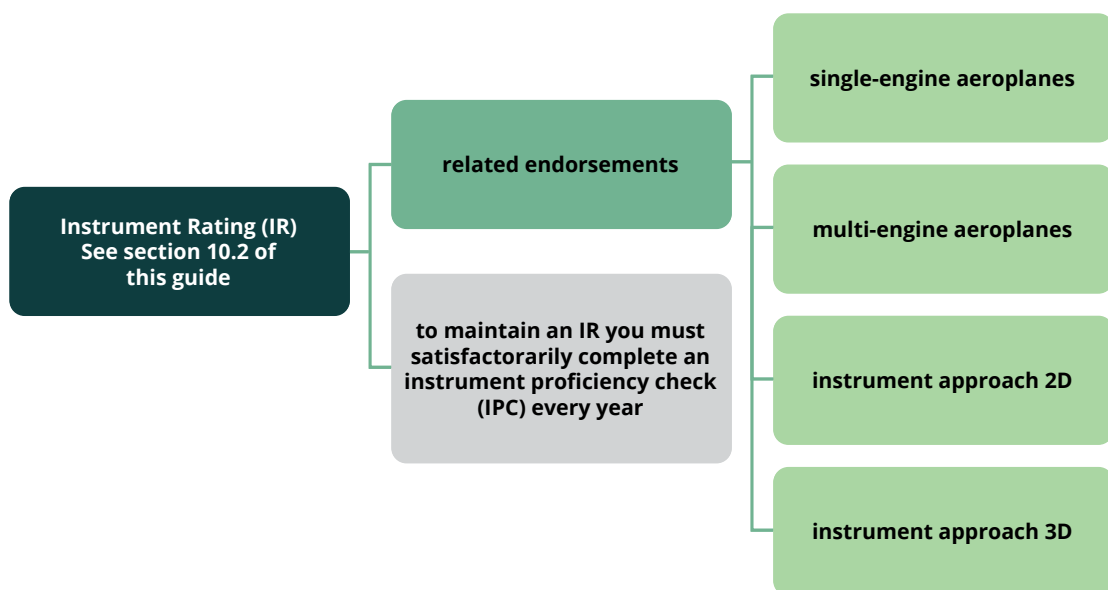 Instrument Rating (IR)
See section 10.2 of
this guide
related endorsements
to maintain an IR you must
satisfactorarily complete an
instrument proficiency check
(IPC) every year
single-engine aeroplanes
multi-engine aeroplanes
instrument approach 2D
instrument approach 3D